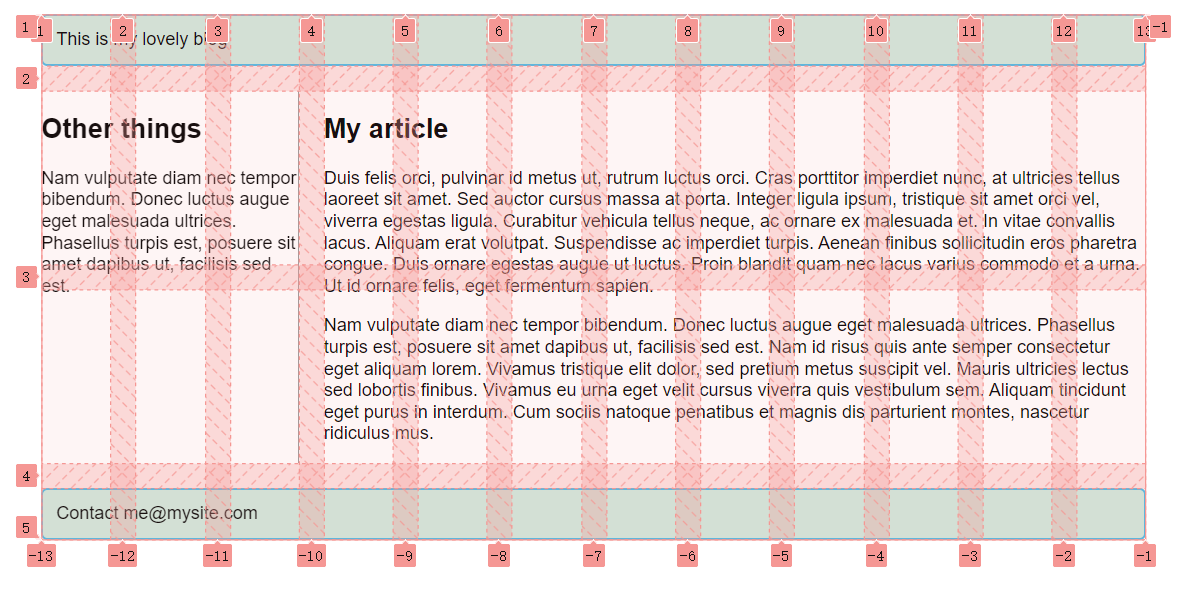 1 1 2 3 4 5 6 7 8 9 10 11 12 13 -1
This is my lovely blog
2
Other things
My article
Nam vulputate diam nec tempor
bibendum. Donec luctus augue
eget malesuada ultrices.
Phasellus turpis est, posuere sit
amet dapibus ut, facilisis sed
est.
Duis felis orci, pulvinar id metus ut, rutrum luctus orci. Cras porttitor imperdiet nunc, at ultricies tellus
laoreet sit amet. Sed auctor cursus massa at porta. Integer ligula ipsum, tristique sit amet orci vel,
viverra egestas ligula. Curabitur vehicula tellus neque, ac ornare ex malesuada et. In vitae convallis
lacus. Aliquam erat volutpat. Suspendisse ac imperdiet turpis. Aenean finibus sollicitudin eros pharetra
congue. Duis ornare egestas augue ut luctus. Proin blandit quam nec lacus varius commodo et a urna.
Ut id ornare felis, eget fermentum sapien.
3
Nam vulputate diam nec tempor bibendum. Donec luctus augue eget malesuada ultrices. Phasellus
turpis est, posuere sit amet dapibus ut, facilisis sed est. Nam id risus quis ante semper consectetur
eget aliquam lorem. Vivamus tristique elit dolor, sed pretium metus suscipit vel. Mauris ultricies lectus
sed lobortis finibus. Vivamus eu urna eget velit cursus viverra quis vestibulum sem. Aliquam tincidunt
eget purus in interdum. Cum sociis natoque penatibus et magnis dis parturient montes, nascetur
ridiculus mus.
4
Contact me@mysite.com
5
-13 -12 -11 -10 -9 -8 -7 -6 -5 -4 -3 -2 -1